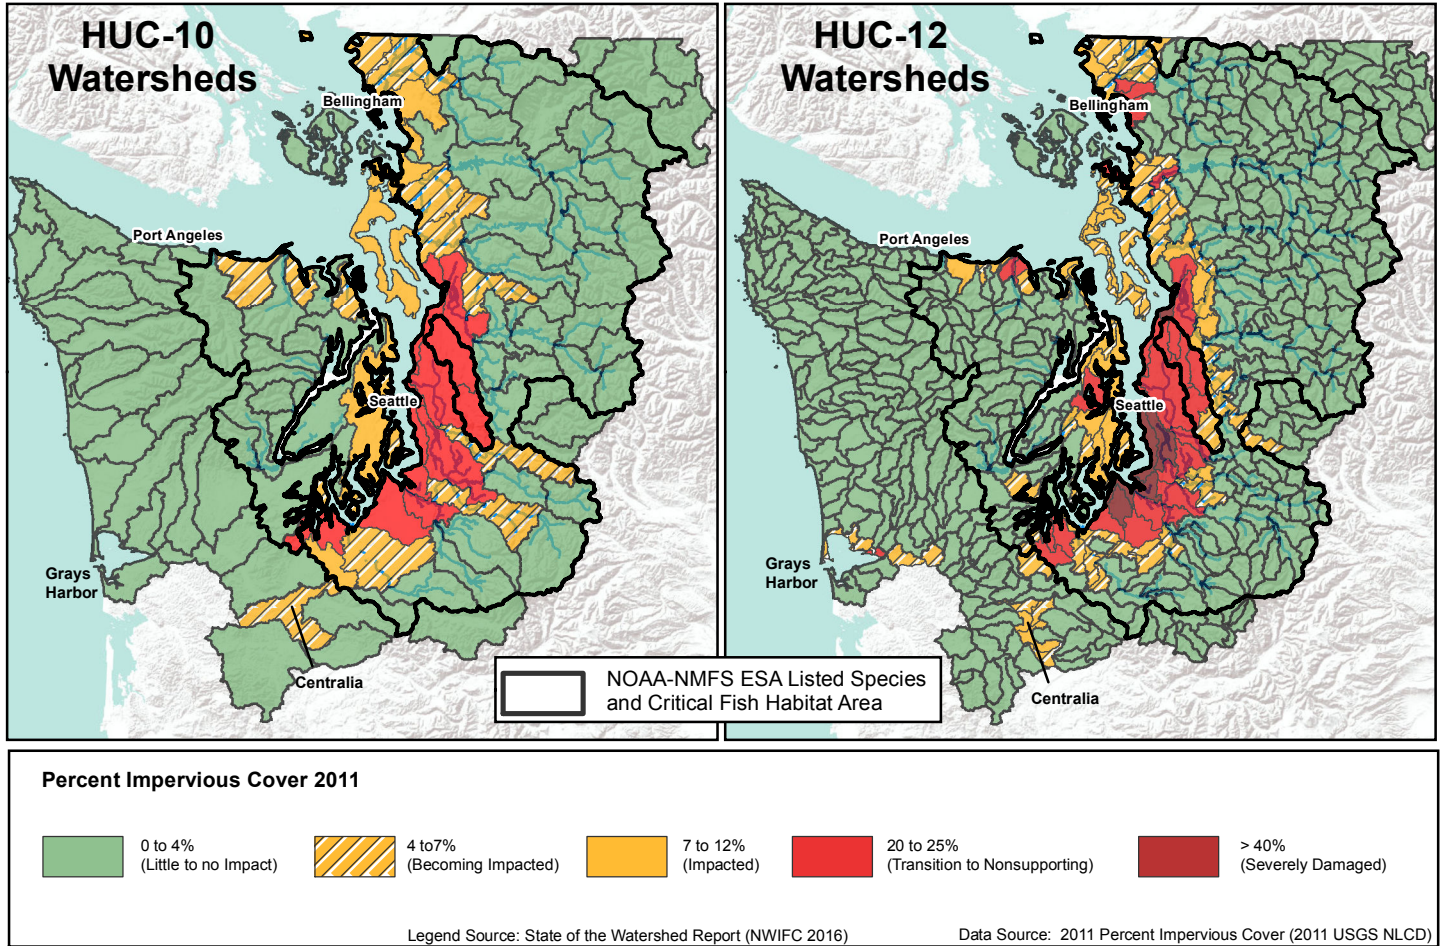 HUC-10
Watersheds
Bellingham
Port Angeles
Seattle
Grays
Harbor
Centralia
HUC-12
Watersheds
Bellingham
Port Angeles
Seattle
Grays
Harbor
Centralia
NOAA-NMFS ESA Listed Species
and Critical Fish Habitat Area
Percent Impervious Cover 2011
0 to 4%
(Little to no Impact)
4 to7%
(Becoming Impacted)
7 to 12%
(Impacted)
20 to 25%
(Transition to Nonsupporting)
> 40%
(Severely Damaged)
Legend Source: State of the Watershed Report (NWIFC 2016)
Data Source: 2011 Percent Impervious Cover (2011 USGS NLCD)